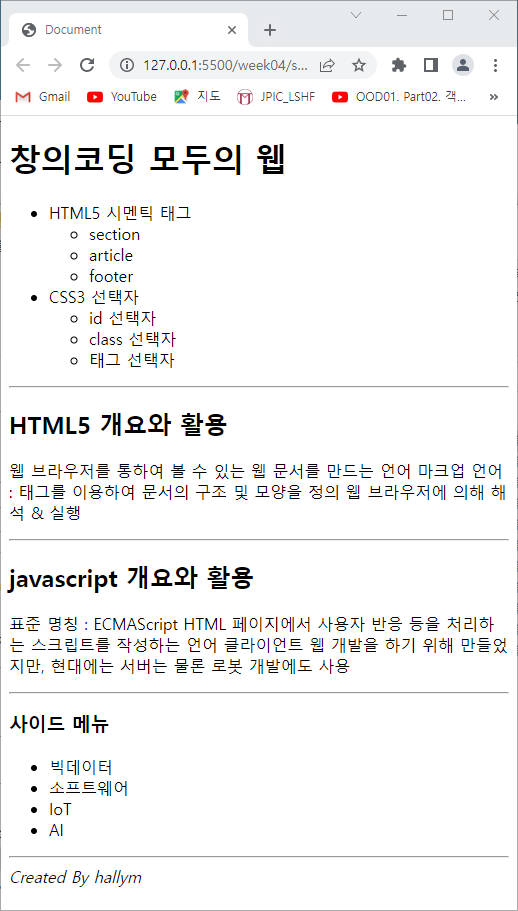 Document
127.0.0.1:5500/week04/s...
Gmail YouTube 지도 JPIC_LSHF OOD01. Part02. 객... »
창의코딩 모두의 웹
HTML5 시멘틱 태그
section
article
footer
CSS3 선택자
id 선택자
class 선택자
태그 선택자
HTML5 개요와 활용
웹 브라우저를 통하여 볼 수 있는 웹 문서를 만드는 언어 마크업 언어
: 태그를 이용하여 문서의 구조 및 모양을 정의 웹 브라우저에 의해 해
석 & 실행
javascript 개요와 활용
표준 명칭 : ECMAScript HTML 페이지에서 사용자 반응 등을 처리하
는 스크립트를 작성하는 언어 클라이언트 웹 개발을 하기 위해 만들었
지만, 현대에는 서버는 물론 로봇 개발에도 사용
사이드 메뉴
빅데이터
소프트웨어
IoT
AI
Created By hallym